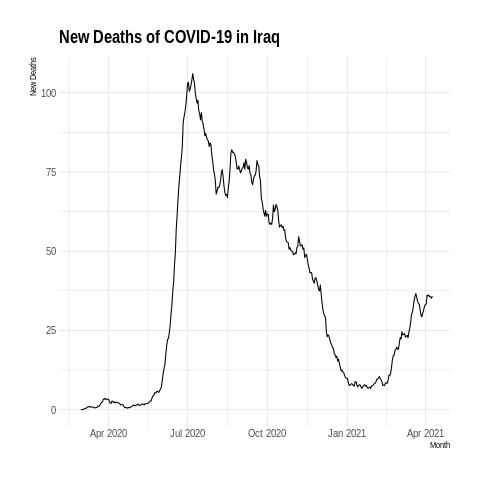 New Deaths of COVID-19 in Iraq
New Deaths
100
75
50
25
0
Apr 2020 Jul 2020 Oct 2020 Jan 2021 Apr 2021
Month